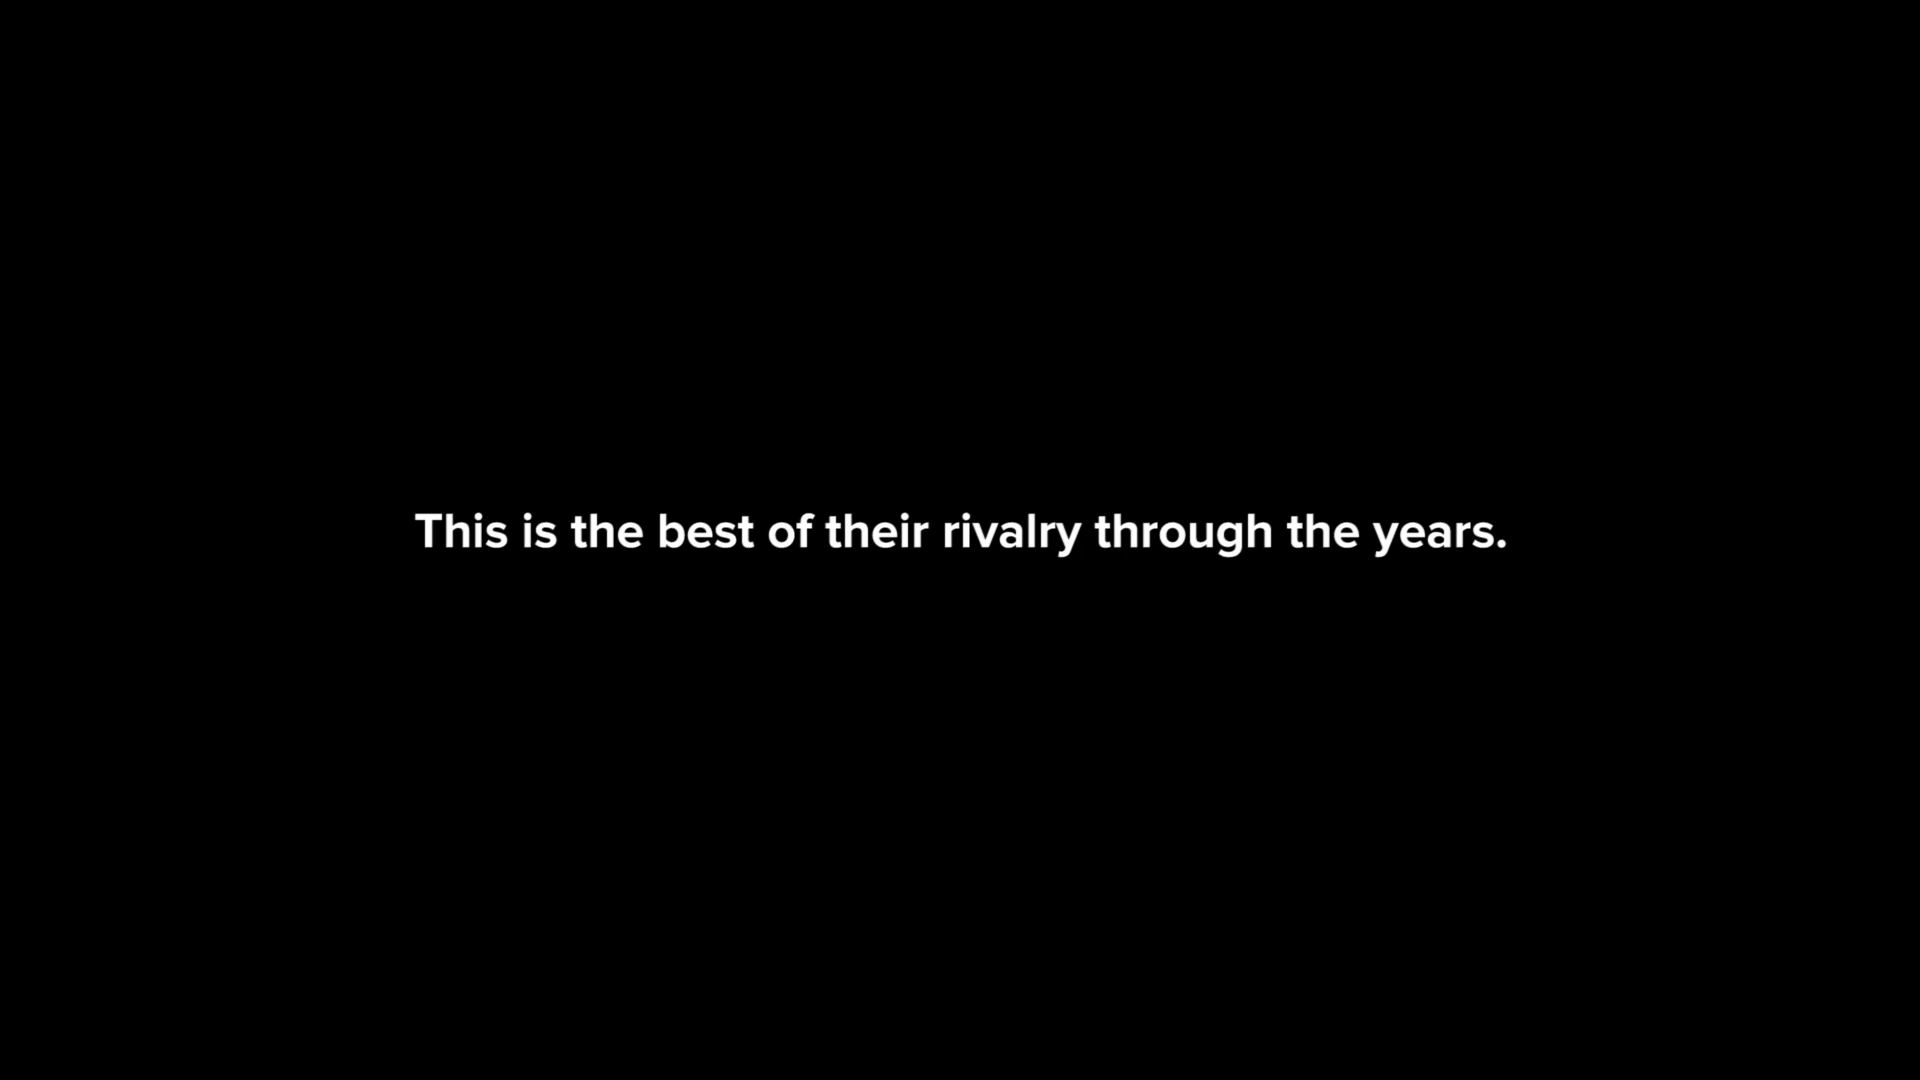 This is the best of their rivalry through the years.